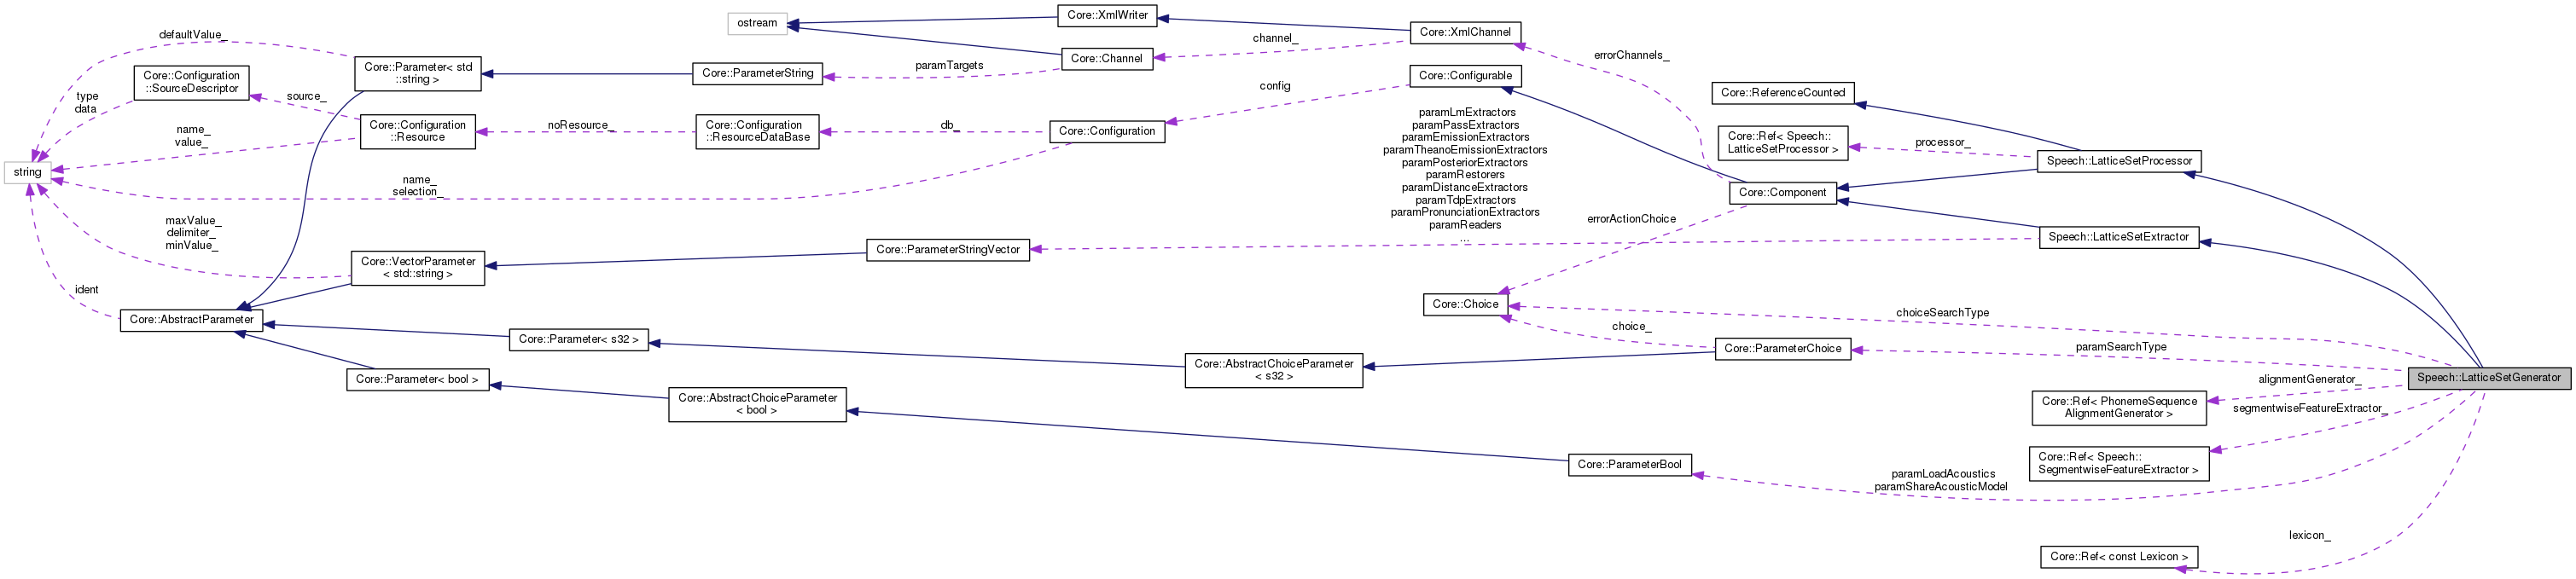 ostream
Core::XmlWriter
Core::XmlChannel
defaultValue_
channel_
errorChannels_
Core::Channel
Core::Parameter< std
::string >
paramTargets
Core::ParameterString
Core::Configuration
::SourceDescriptor
Core::Configurable
config
Core::ReferenceCounted
type
data
source_
name_
value_
Core::Configuration
::Resource
noResource_
Core::Configuration
::ResourceDataBase
db_
Core::Configuration
paramLmExtractors
paramPassExtractors
paramEmissionExtractors
paramTheanoEmissionExtractors
paramPosteriorExtractors
paramRestorers
paramDistanceExtractors
paramTdpExtractors
paramPronunciationExtractors
paramReaders
...
Core::Ref< Speech::
LatticeSetProcessor >
processor_
Speech::LatticeSetProcessor
string
name_
selection_
Core::Component
errorActionChoice
maxValue_
delimiter_
minValue_
Core::VectorParameter
< std::string >
Core::ParameterStringVector
Speech::LatticeSetExtractor
ident
Core::AbstractParameter
Core::Choice
choiceSearchType
choice_
Core::Parameter< s32 >
Core::ParameterChoice
paramSearchType
Core::AbstractChoiceParameter
< s32 >
Core::Parameter< bool >
Core::AbstractChoiceParameter
< bool >
Speech::LatticeSetGenerator
alignmentGenerator_
Core::Ref< PhonemeSequence
AlignmentGenerator >
segmentwiseFeatureExtractor_
Core::Ref< Speech::
SegmentwiseFeatureExtractor >
Core::ParameterBool
paramLoadAcoustics
paramShareAcousticModel
lexicon_
Core::Ref< const Lexicon >